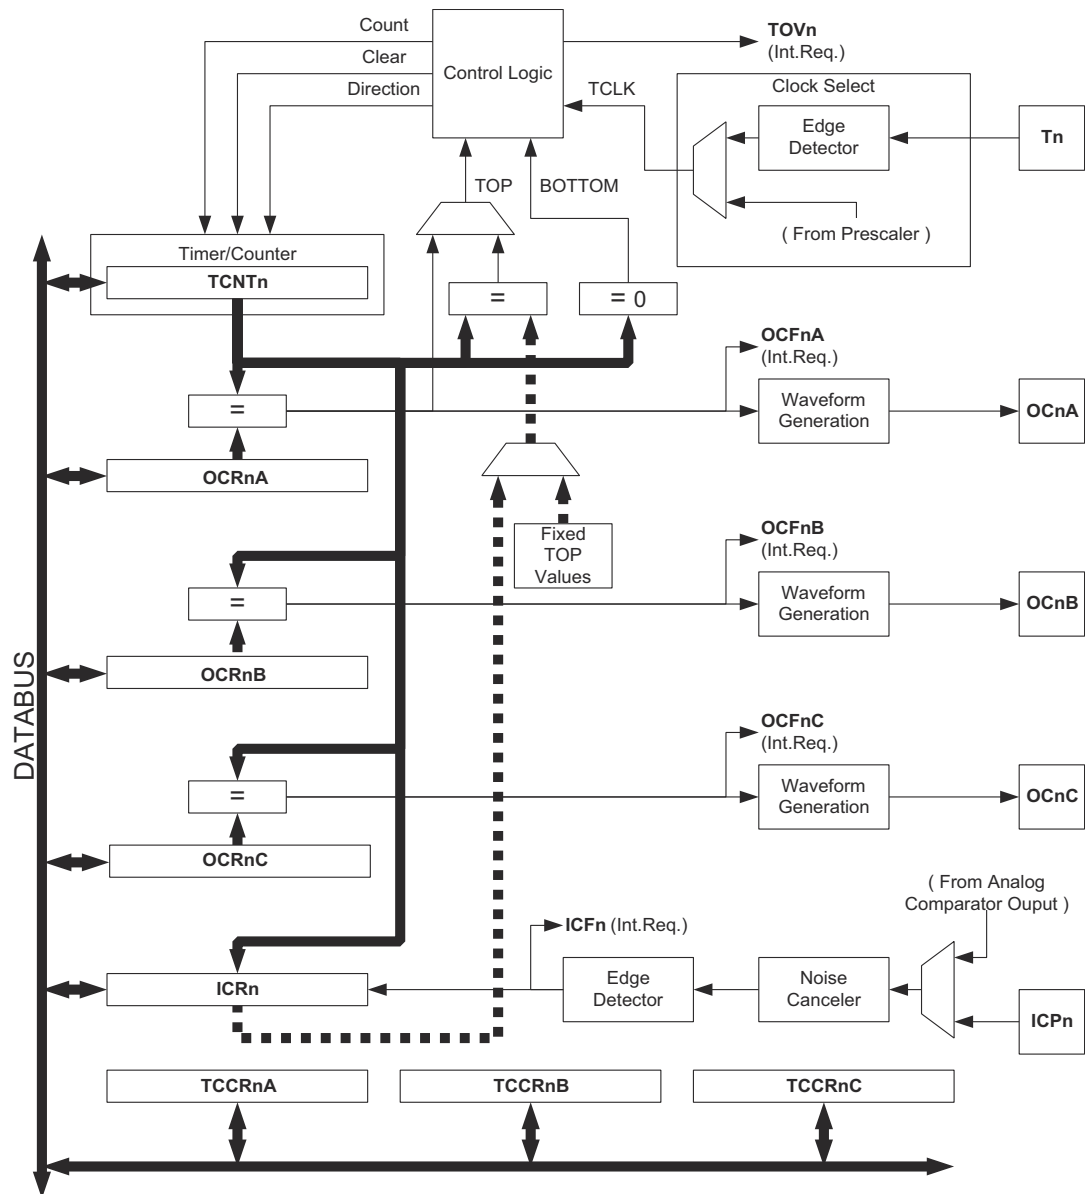 Count
TOVn
(Int.Req.)
Clear
Control Logic
Direction
TCLK
Clock Select
Edge
Detector
Tn
TOP
BOTTOM
( From Prescaler )
Timer/Counter
TCNTn
=
= 0
OCFnA
(Int.Req.)
=
Waveform
Generation
OCnA
OCRnA
Fixed
TOP
Values
OCFnB
(Int.Req.)
=
Waveform
Generation
OCnB
OCRnB
DATABUS
OCFnC
(Int.Req.)
=
Waveform
Generation
OCnC
OCRnC
( From Analog
Comparator Ouput )
ICFn (Int.Req.)
ICRn
Edge
Detector
Noise
Canceler
ICPn
TCCRnA
TCCRnB
TCCRnC